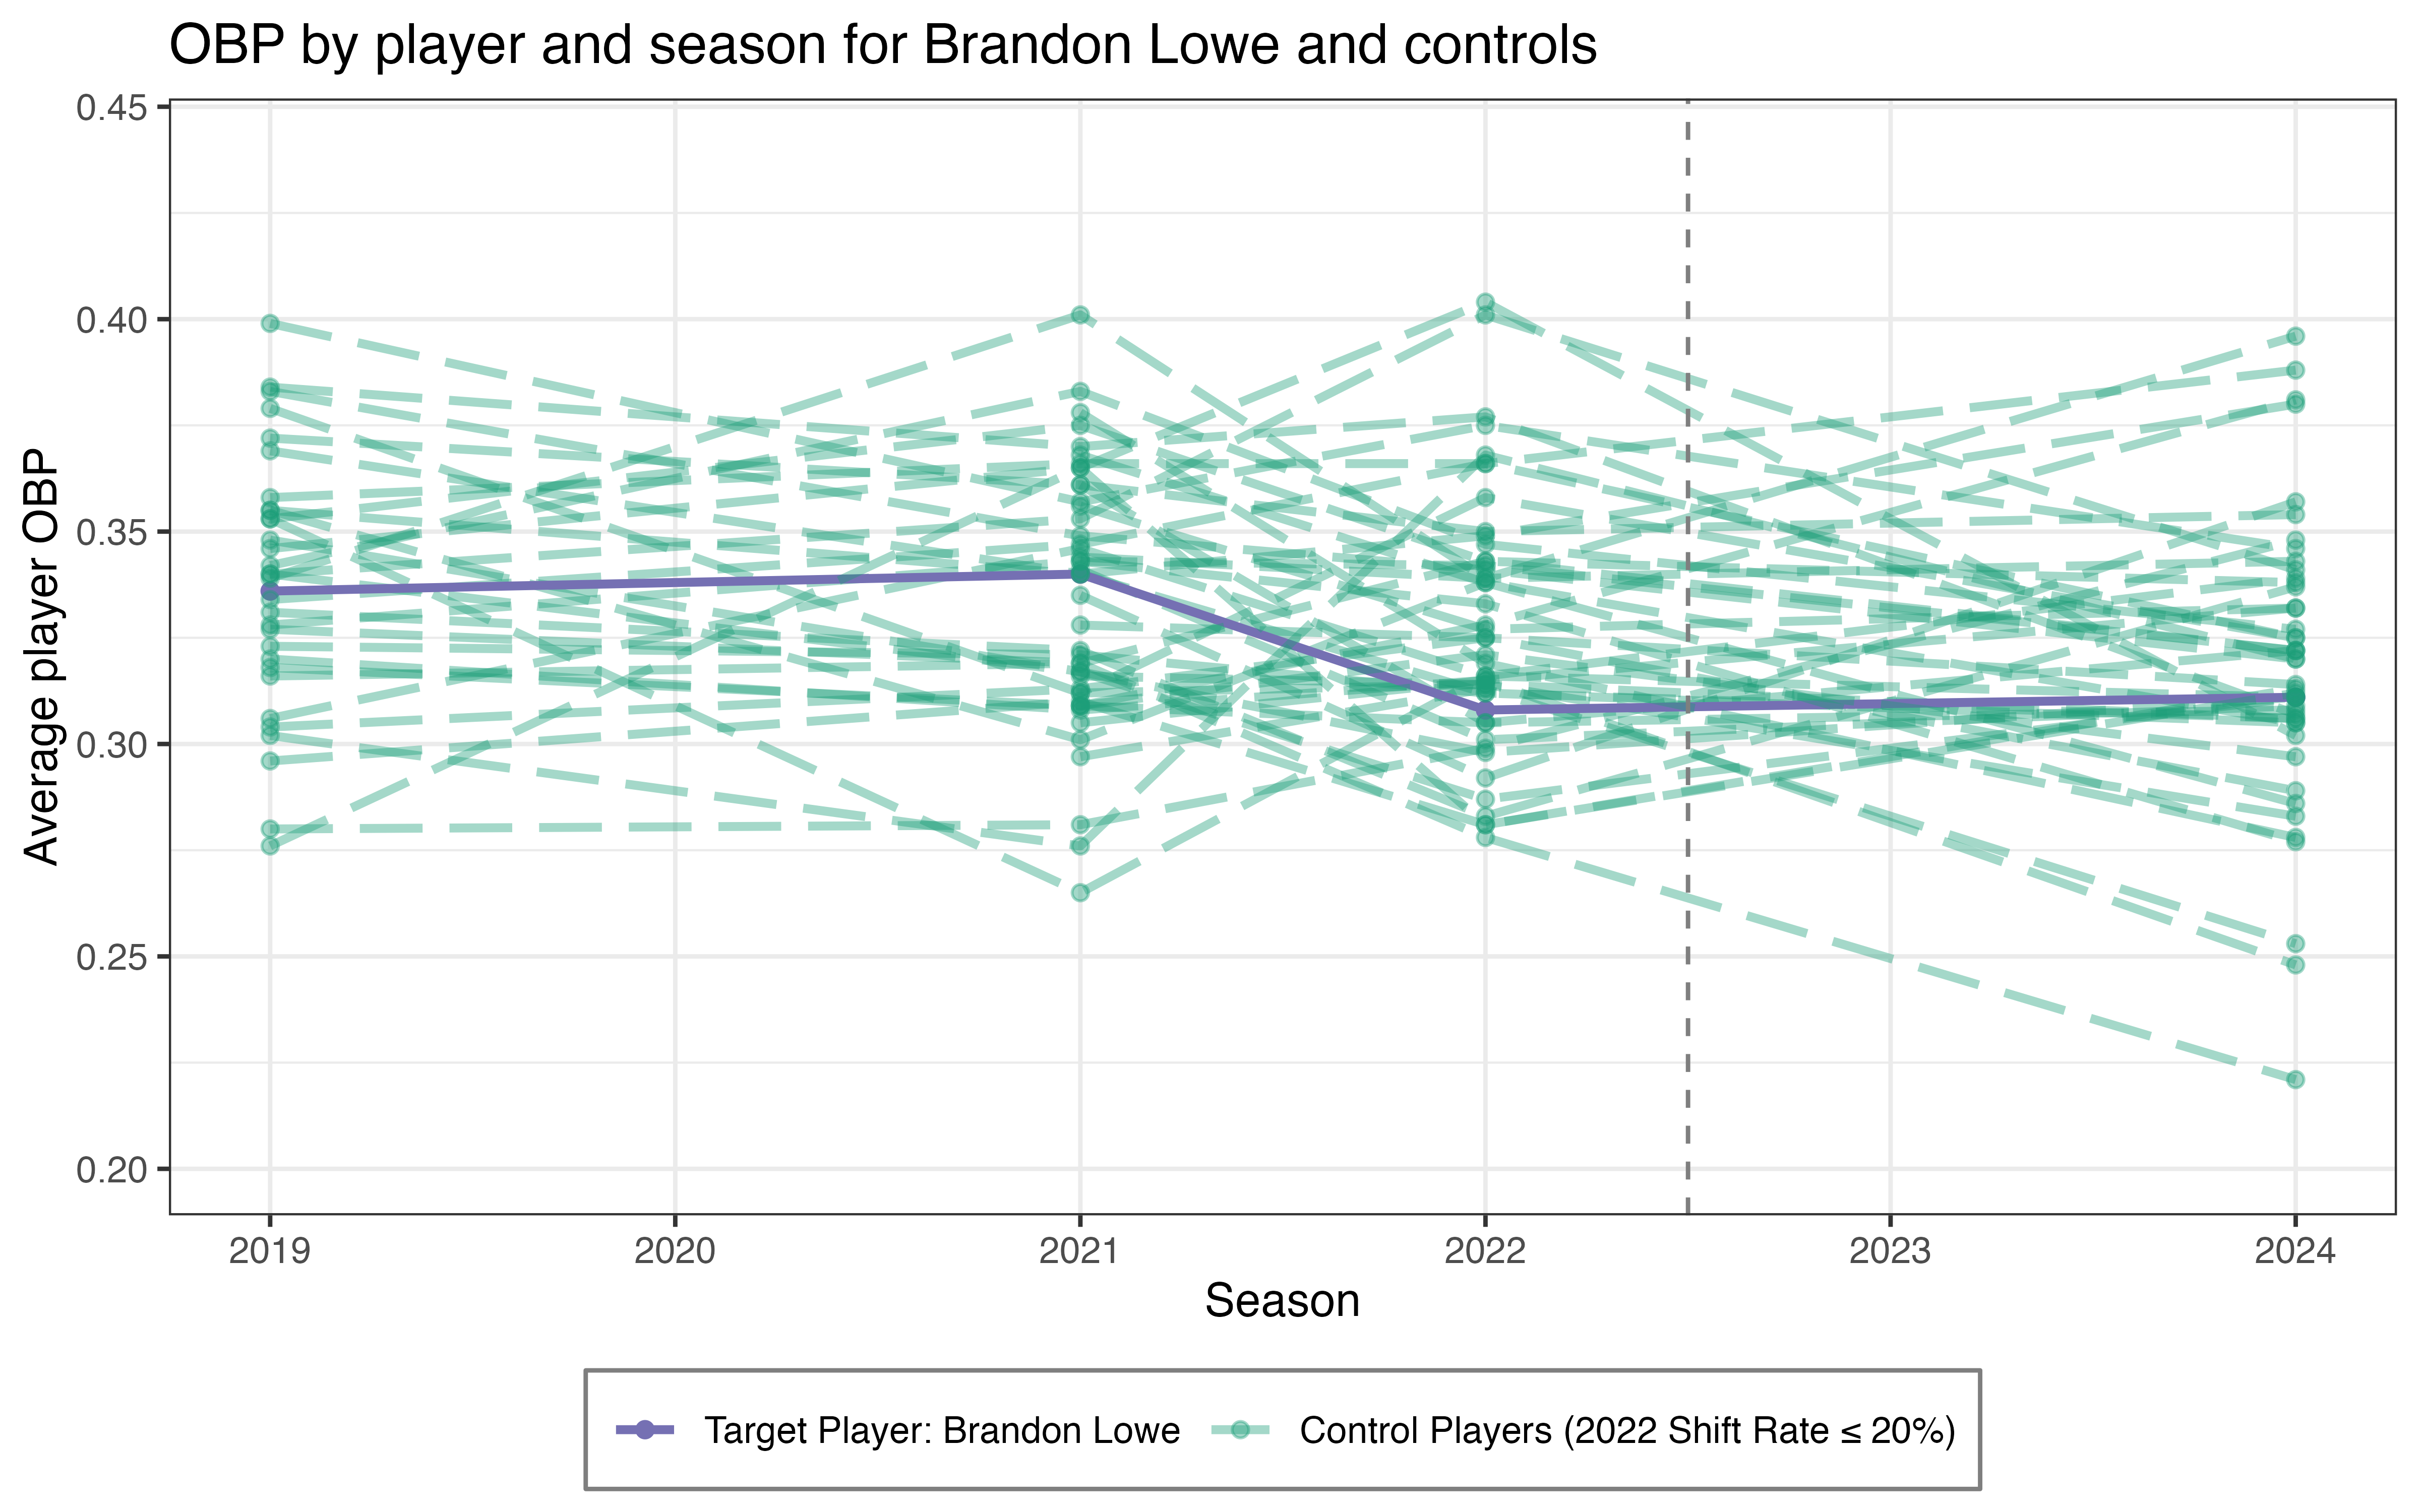 OBP by player and season for Brandon Lowe and controls
Average player OBP
0.45
0.40
0.35
0.30
0.25
0.20
2019 2020 2021 2022 2023 2024
Season
Target Player: Brandon Lowe Control Players (2022 Shift Rate ≤ 20%)